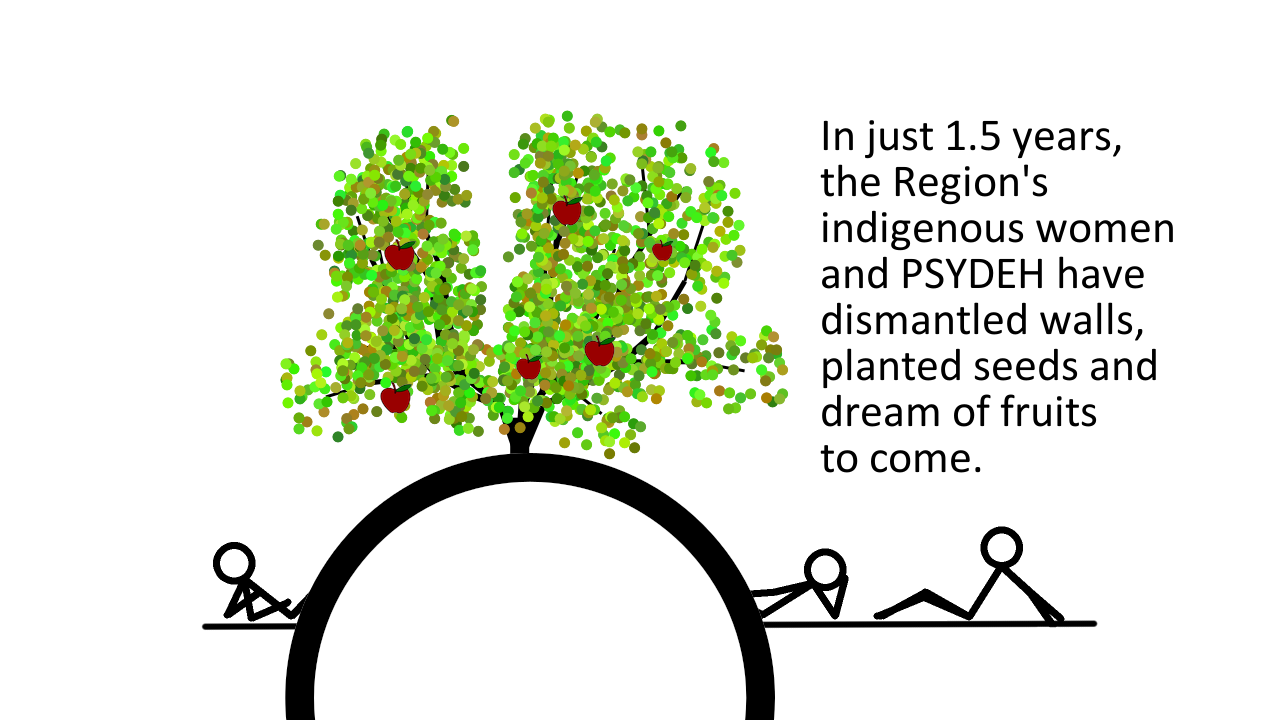 In just 1.5 years,
the Region's
indigenous women
and PSYDEH have
dismantled walls,
planted seeds and
dream of fruits
to come.